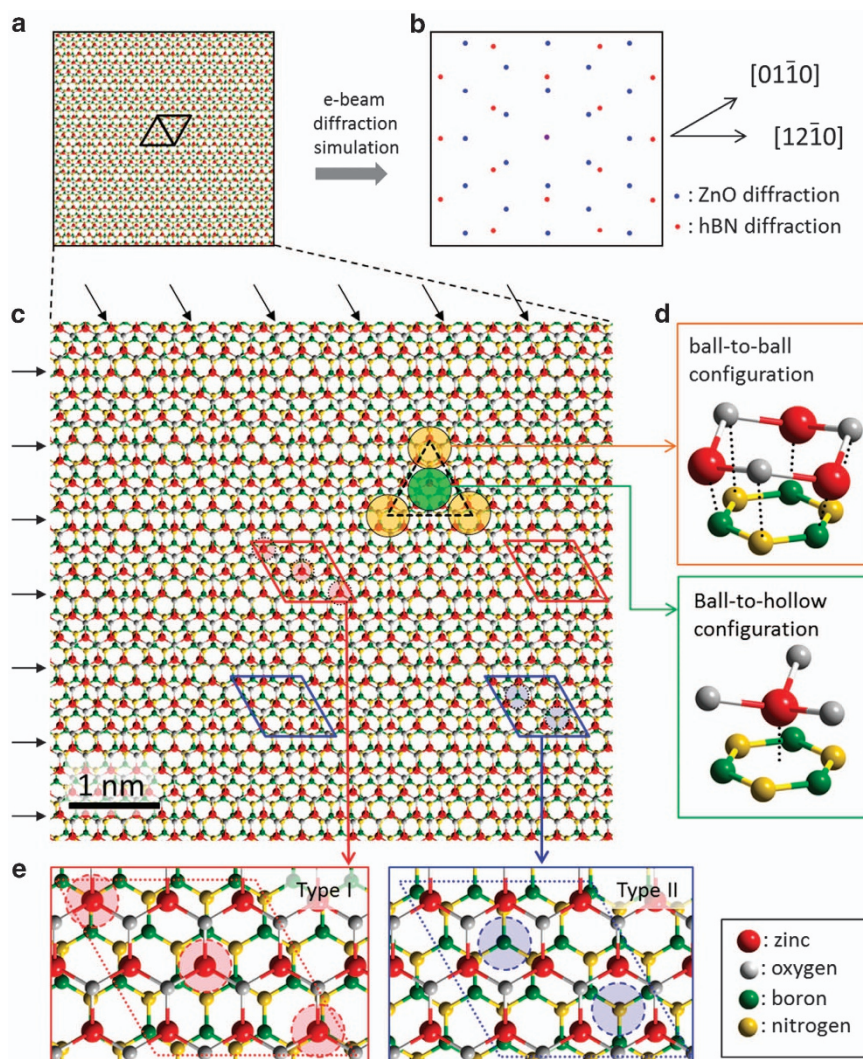 a
b
e-beam
diffraction
simulation
[011̅0]
[121̅0]
: ZnO diffraction
: hBN diffraction
c
d
ball-to-ball
configuration
Ball-to-hollow
configuration
1 nm
e
Type I
Type II
: zinc
: oxygen
: boron
: nitrogen